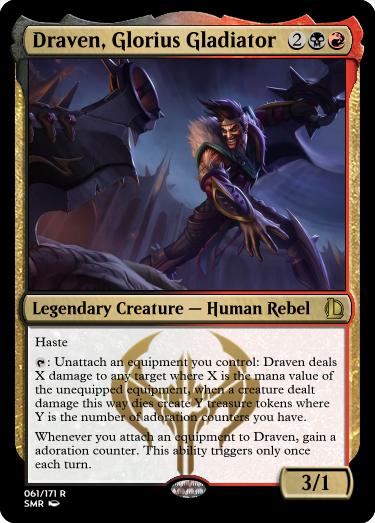 Draven, Glorius Gladiator 2
Legendary Creature — Human Rebel
Haste
: Unattach an equipment you control: Draven deals
X damage to any target where X is the mana value of
the unequipped equipment, when a creature dealt
damage this way dies create Y treasure tokens where
Y is the number of adoration counters you have.
Whenever you attach an equipment to Draven, gain a
adoration counter. This ability triggers only once
each turn.
3/1
061/171 R
SMR